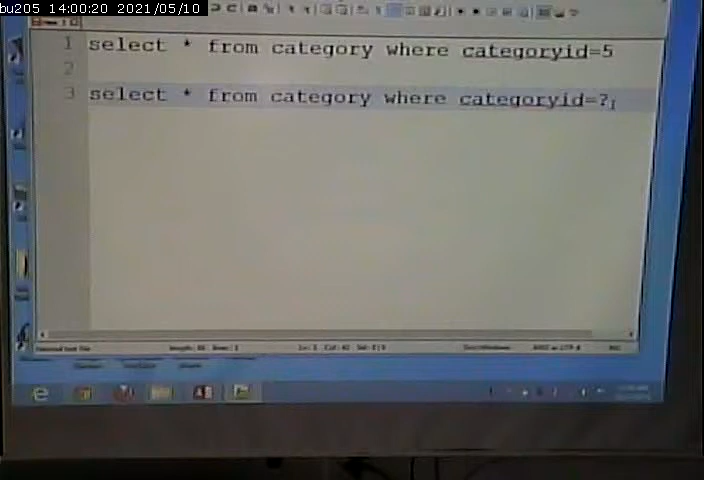 bu205 14:00:20 2021/05/10
1 select * from category where categoryid=5
2
3 select * from category where categoryid=?